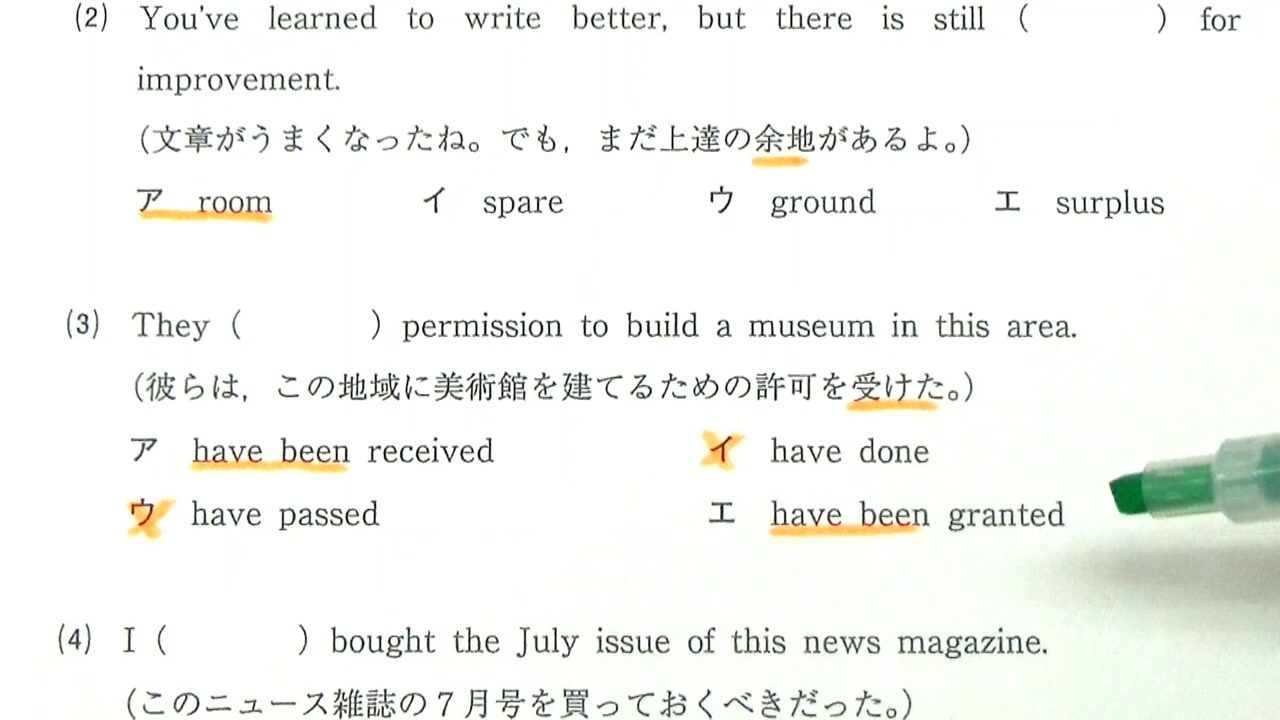 (2) You've learned to write better, but there is still ( ) for
improvement.
(文章がうまくなったね。でも，まだ上達の余地があるよ。)
ア room イ spare ウ ground エ surplus
(3) They ( ) permission to build a museum in this area.
(彼らは，この地域に美術館を建てるための許可を受けた。)
ア have been received イ have done
ウ have passed エ have been granted
(4) I ( ) bought the July issue of this news magazine.
(このニュース雑誌の７月号を買っておくべきだった。)